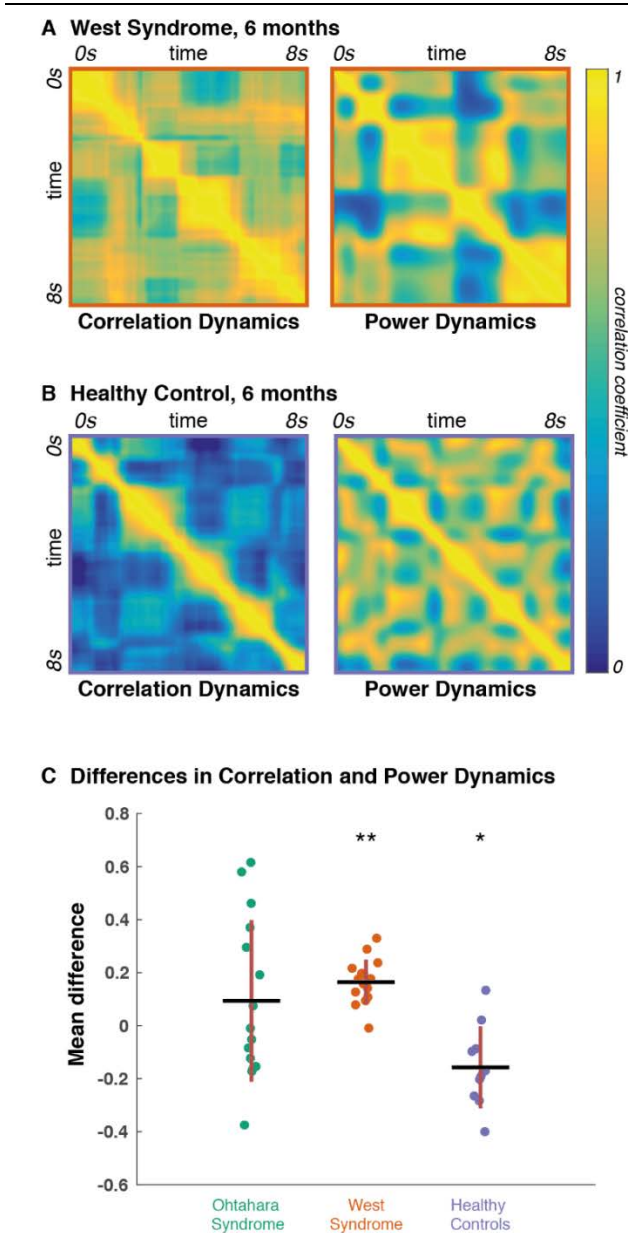 A West Syndrome, 6 months
0s time 8s 0s time 8s
0s
time
8s
Correlation Dynamics Power Dynamics
B Healthy Control, 6 months
0s time 8s 0s time 8s
0s
time
8s
Correlation Dynamics Power Dynamics
1
correlation coefficient
0
C Differences in Correlation and Power Dynamics
Mean difference
0.8
0.6
0.4
0.2
0
-0.2
-0.4
-0.6
** *
Ohtahara West Healthy
Syndrome Syndrome Controls